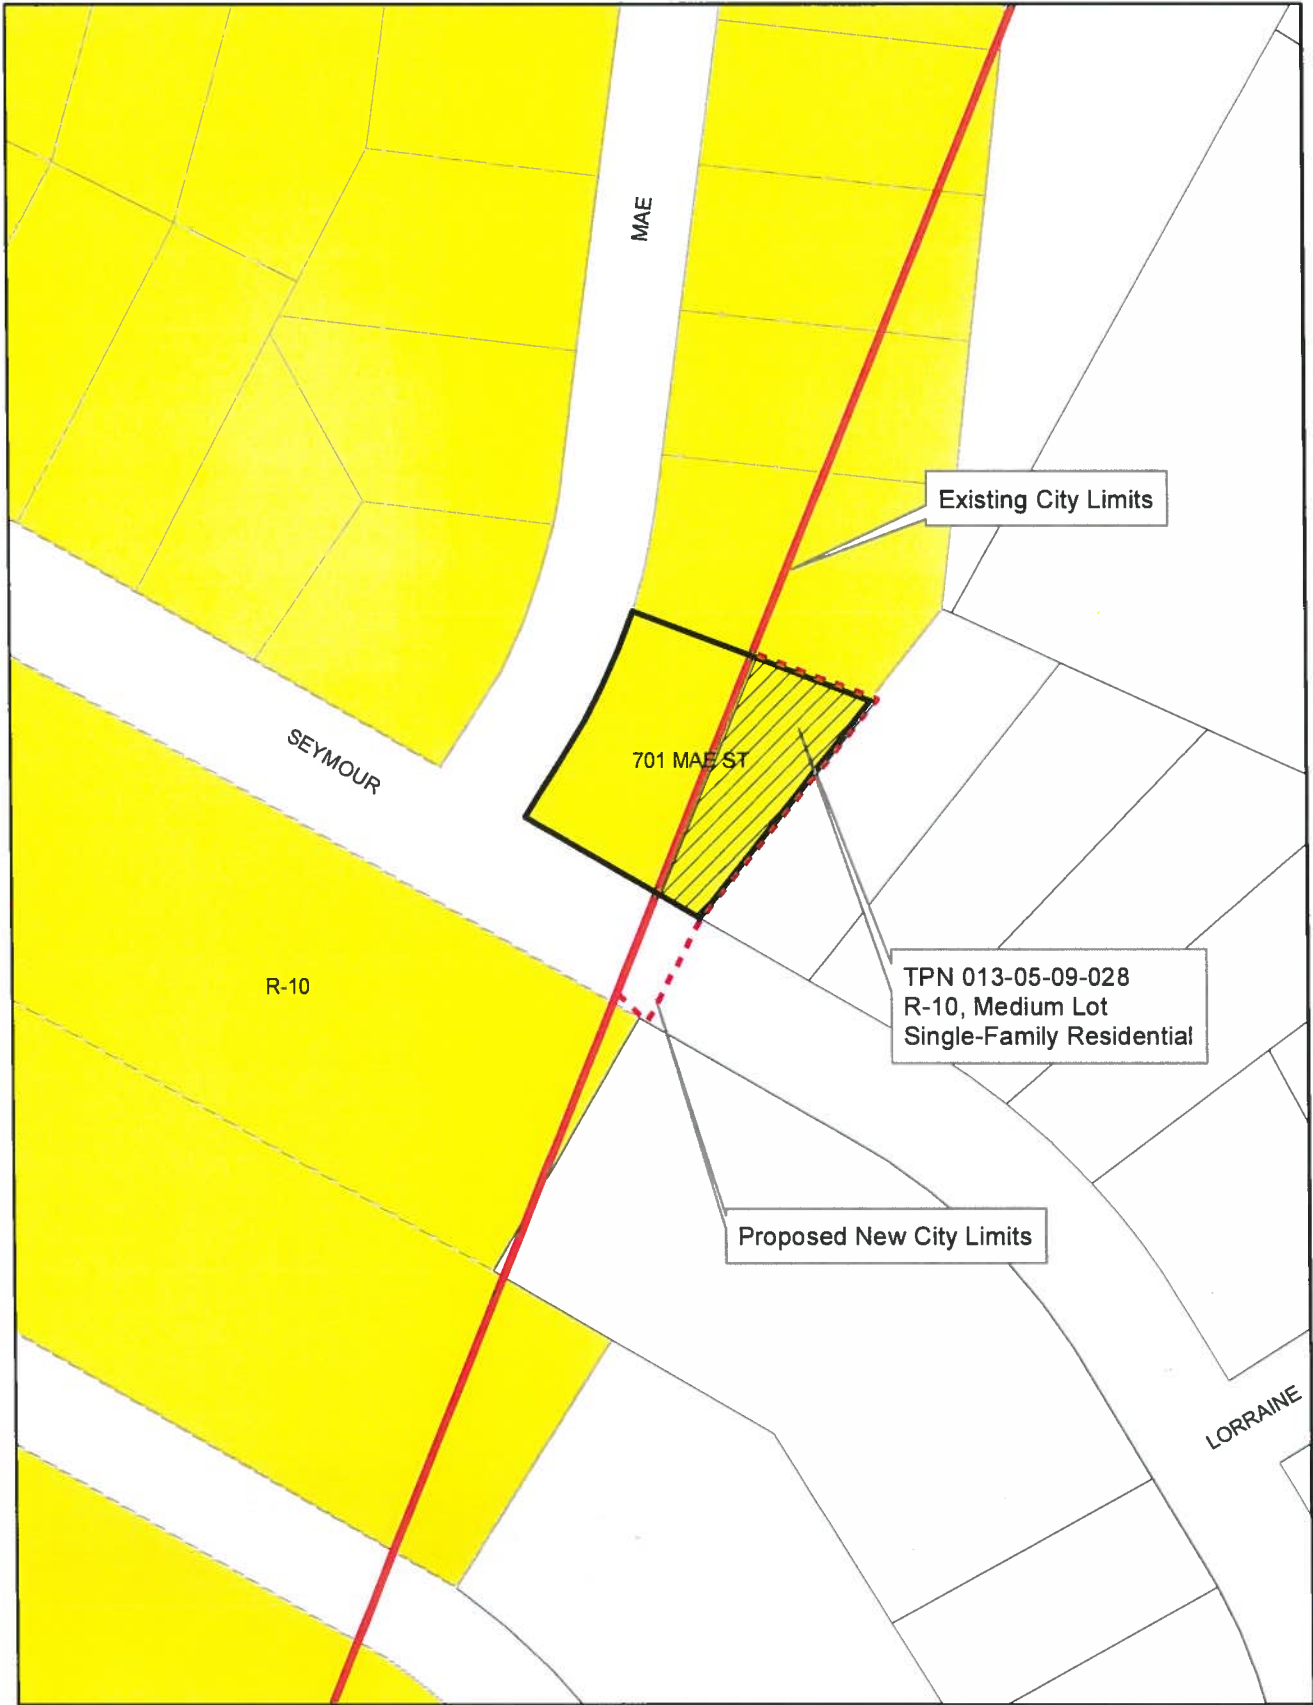 MAE
Existing City Limits
SEYMOUR
701 MAE ST
R-10
TPN 013-05-09-028
R-10, Medium Lot
Single-Family Residential
Proposed New City Limits
LORRAINE